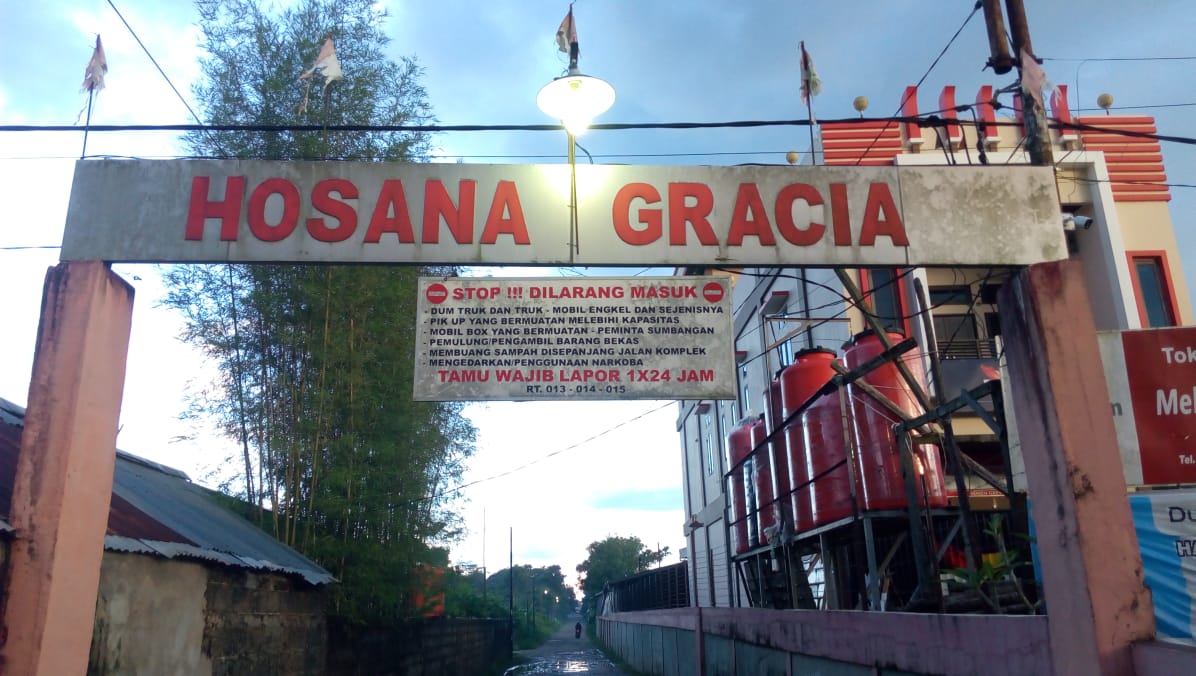 HOSANA GRACIA
STOP !!! DILARANG MASUK
- DUM TRUK DAN TRUK - MOBIL ENGKEL DAN SEJENISNYA
- PIK UP YANG BERMUATAN MELEBIHI KAPASITAS
- MOBIL BOX YANG BERMUATAN - PEMINTA SUMBANGAN
- PEMULUNG/PENGAMBIL BARANG BEKAS
- MEMBUANG SAMPAH DISEPANJANG JALAN KOMPLEK
- MENGEDARKAN/PENGGUNAAN NARKOBA
TAMU WAJIB LAPOR 1X24 JAM
RT. 013 - 014 - 015
Tel.